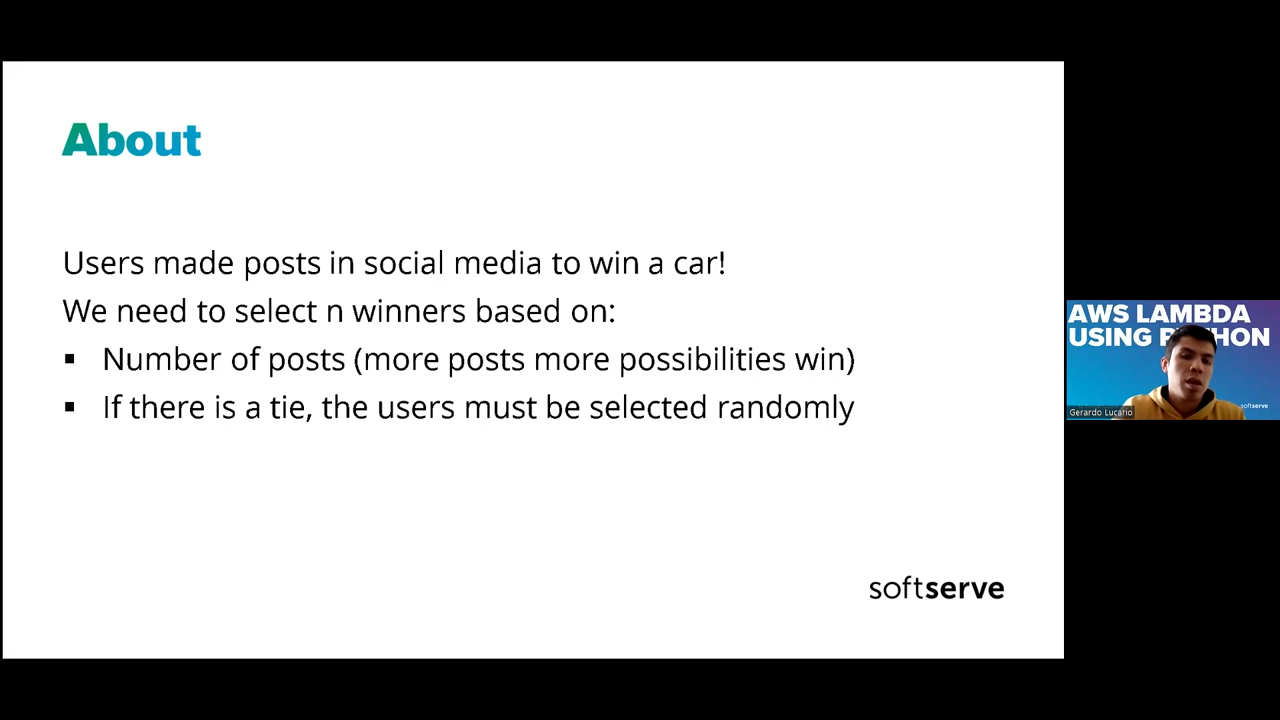 About
Users made posts in social media to win a car!
We need to select n winners based on:
▪ Number of posts (more posts more possibilities win)
▪ If there is a tie, the users must be selected randomly
softserve
AWS LAMBDA
USING P HON
softserve
Gerardo Lucario